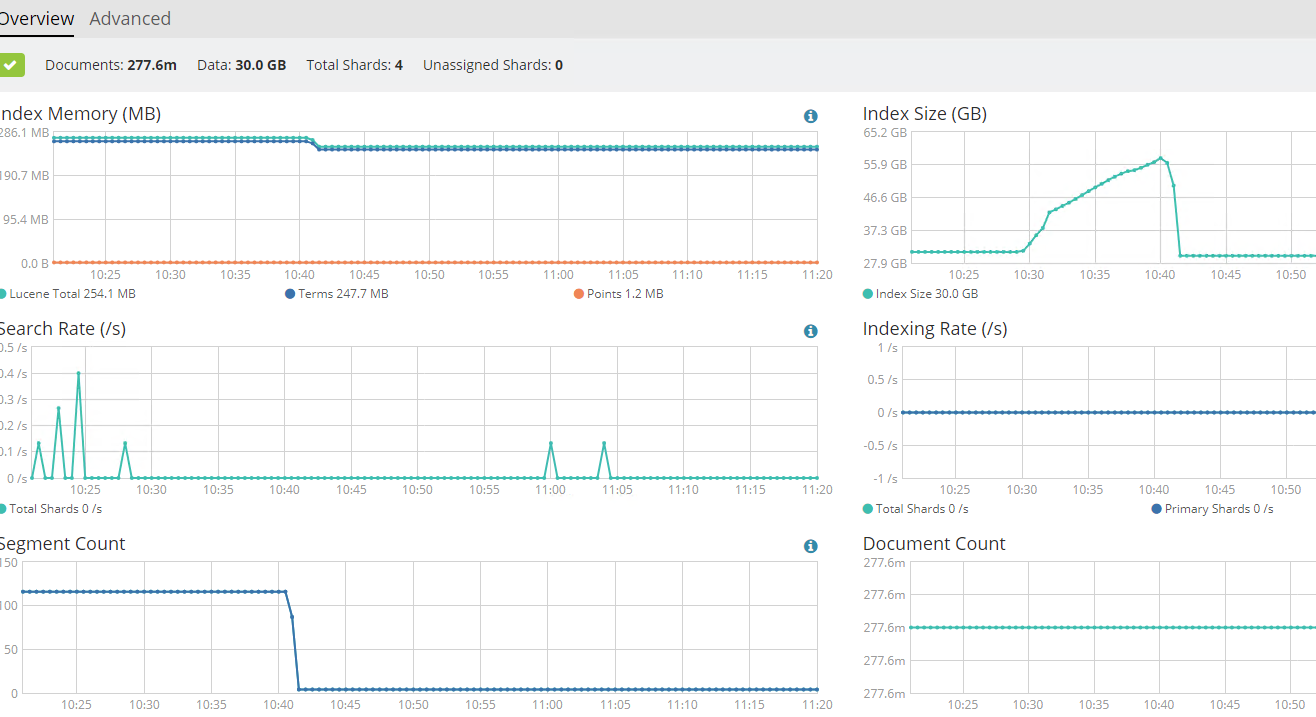 Overview Advanced
Documents: 277.6m Data: 30.0 GB Total Shards: 4 Unassigned Shards: 0
Index Memory (MB)
286.1 MB
190.7 MB
95.4 MB
0.0 B
10:25 10:30 10:35 10:40 10:45 10:50 10:55 11:00 11:05 11:10 11:15 11:20
Lucene Total 254.1 MB Terms 247.7 MB Points 1.2 MB
Index Size (GB)
65.2 GB
55.9 GB
46.6 GB
37.3 GB
27.9 GB
10:25 10:30 10:35 10:40 10:45 10:50
Index Size 30.0 GB
Search Rate (/s)
0.5 /s
0.4 /s
0.3 /s
0.2 /s
0.1 /s
0 /s
10:25 10:30 10:35 10:40 10:45 10:50 10:55 11:00 11:05 11:10 11:15 11:20
Total Shards 0 /s
Indexing Rate (/s)
1 /s
0.5 /s
0 /s
-0.5 /s
-1 /s
10:25 10:30 10:35 10:40 10:45 10:50
Total Shards 0 /s Primary Shards 0 /s
Segment Count
150
100
50
0
10:25 10:30 10:35 10:40 10:45 10:50 10:55 11:00 11:05 11:10 11:15 11:20
Document Count
277.6m
277.6m
277.6m
277.6m
277.6m
10:25 10:30 10:35 10:40 10:45 10:50